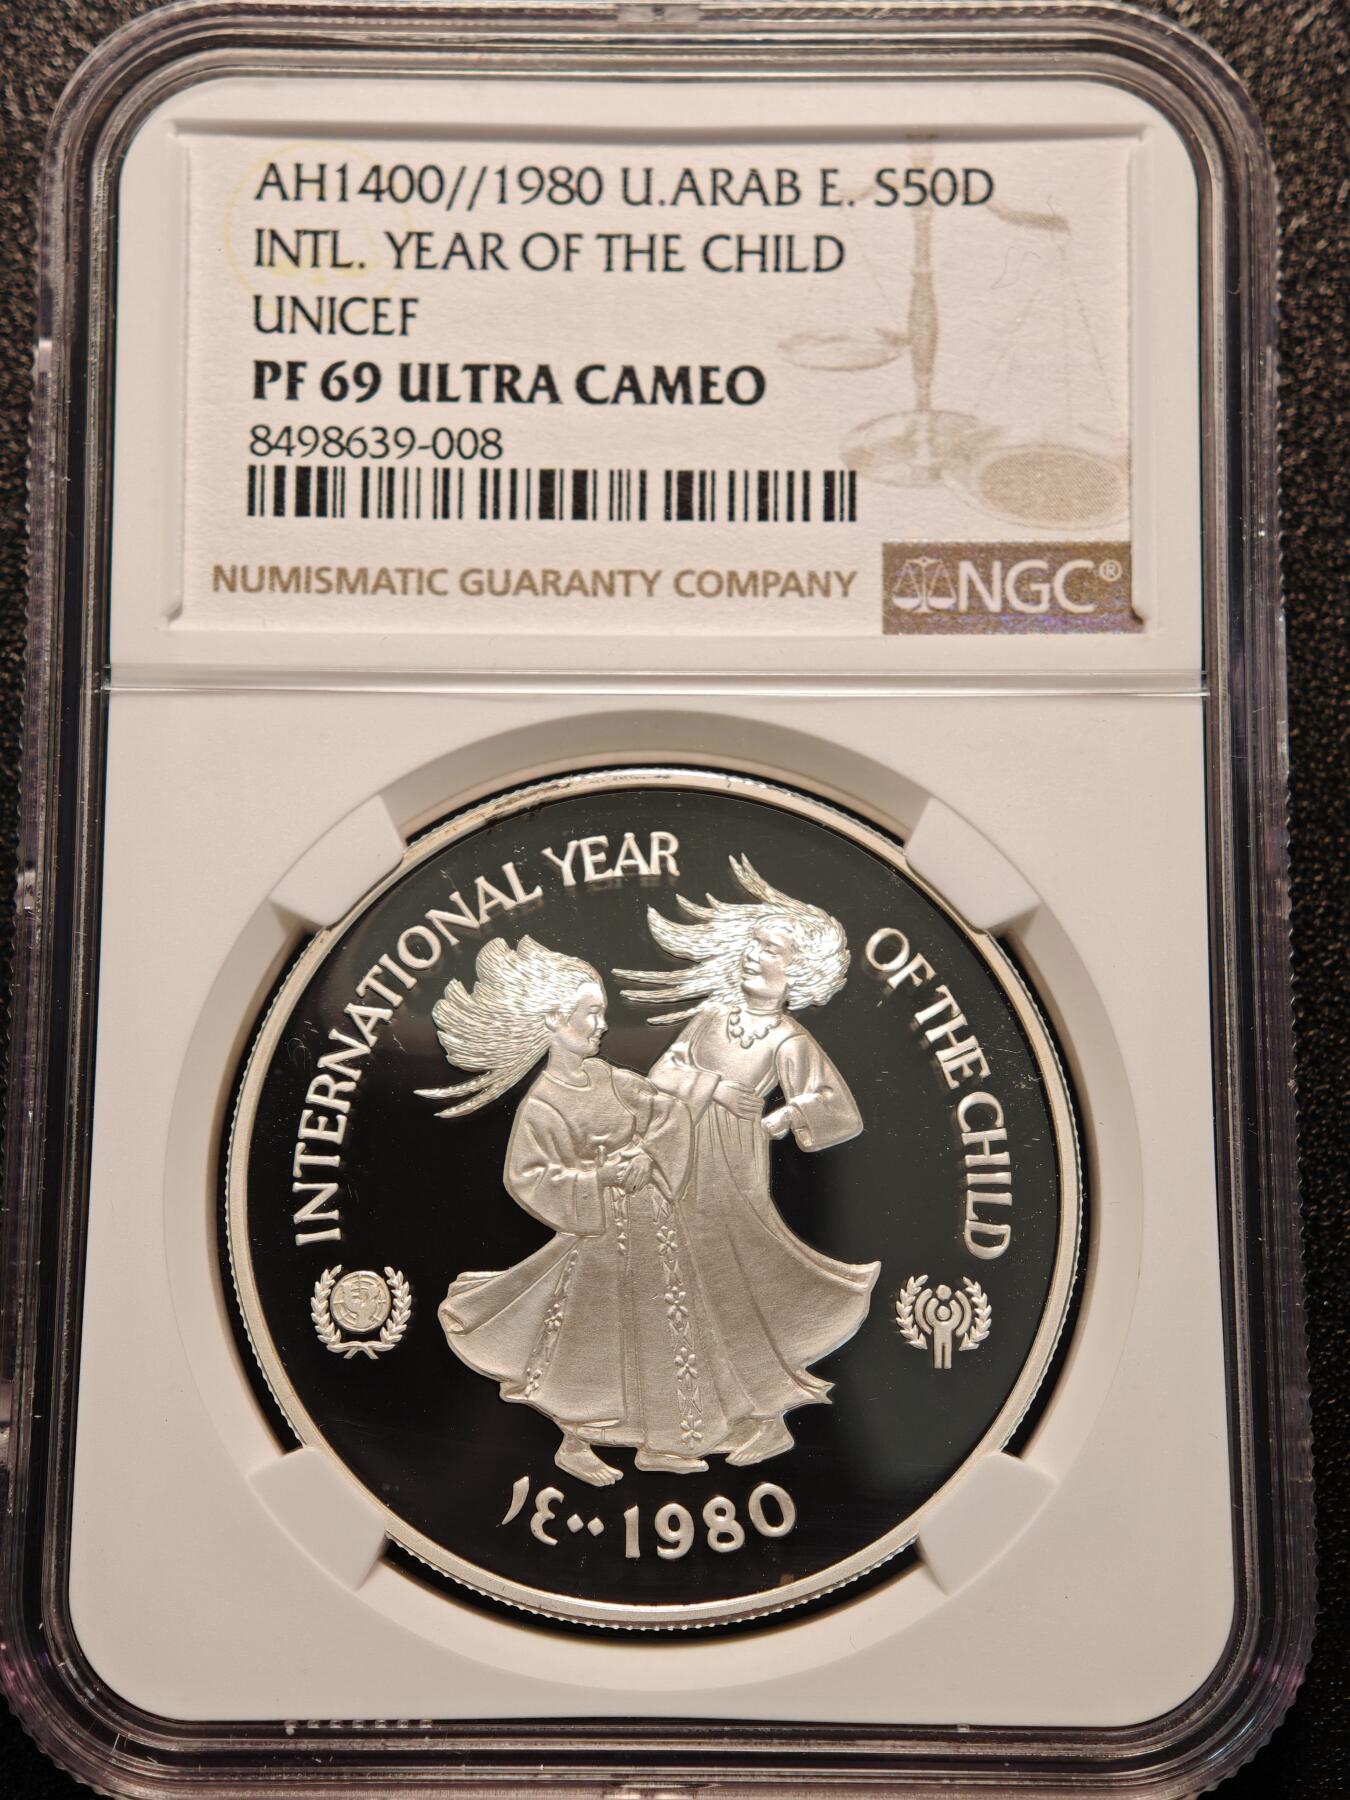 AH1400//1980 U.ARAB E. S50D
INTL. YEAR OF THE CHILD
UNICEF
PF 69 ULTRA CAMEO
8498639-008
NUMISMATIC GUARANTY COMPANY NGC®
INTERNATIONAL YEAR OF THE CHILD
١٤٠٠ 1980